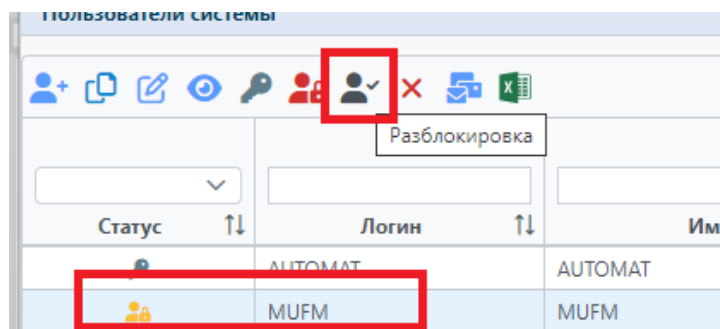 Пользователи системы
Разблокировка
Статус Логин Им
AUTOMAT AUTOMAT
MUFM MUFM